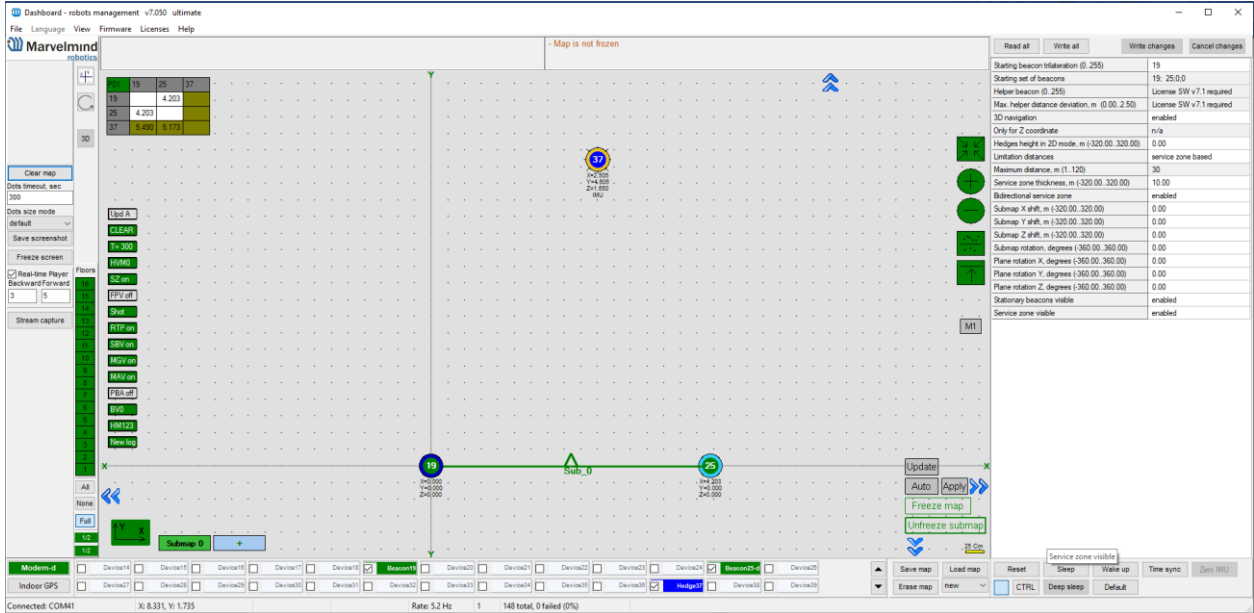 Dashboard - robots management v7.050 ultimate
File Language View Firmware Licenses Help
Marvelmind
robotics
- Map is not frozen
Read all Write all Write changes Cancel changes
Starting beacon trilateration (0..255) 19
Starting set of beacons 19; 25;0;0
Helper beacon (0..255) License SW v7.1 required
Max. helper distance deviation, m (0.00..2.50) License SW v7.1 required
3D navigation enabled
Only for Z coordinate n/a
Hedges height in 2D mode, m (-320.00..320.00) 0.00
Limitation distances service zone based
Maximum distance, m (1..120) 30
Service zone thickness, m (-320.00..320.00) 10.00
Bidirectional service zone enabled
Submap X shift, m (-320.00..320.00) 0.00
Submap Y shift, m (-320.00..320.00) 0.00
Submap Z shift, m (-320.00..320.00) 0.00
Submap rotation, degrees (-360.00..360.00) 0.00
Plane rotation X, degrees (-360.00..360.00) 0.00
Plane rotation Y, degrees (-360.00..360.00) 0.00
Plane rotation Z, degrees (-360.00..360.00) 0.00
Stationary beacons visible enabled
Service zone visible enabled
19 25 37
19 4.203
25 4.203
37 5.173
3D
Y
37
Y=4.605
Z=1.650
IMU
Clear map
Dots timeout, sec
300
Dots size mode
default
Save screenshot
Freeze screen
Real-time Player
Backward Forward
3 5
Stream capture
Floors
16
15
14
13
12
11
10
9
8
7
6
5
4
3
2
1
All
None
Full
1/2
1/2
Upd A
CLEAR
T= 300
HVM0
SZ on
FPV off
Shot
RTP on
SBV on
MGV on
MAV on
PBA off
BV0
HM123
New log
M1
X
19
X=0.000
Y=0.000
Z=0.000
Sub_0
25
X=4.203
Y=0.000
Z=0.000
X
Update
Auto Apply
Freeze map
Unfreeze submap
25 Cm
Y X
Submap 0 +
Y
Service zone visible
Modem-d Device14 Device15 Device16 Device17 Device18 Beacon19 Device20 Device21 Device22 Device23 Device24 Beacon25-d Device26
Save map Load map Reset Sleep Wake up Time sync Zero IMU
Indoor GPS Device27 Device28 Device29 Device30 Device31 Device32 Device33 Device34 Device35 Device36 Hedge37 Device38 Device39
Erase map new CTRL Deep sleep Default
Connected: COM41 X: 8.331, Y: 1.735 Rate: 5.2 Hz 1 148 total, 0 failed (0%)